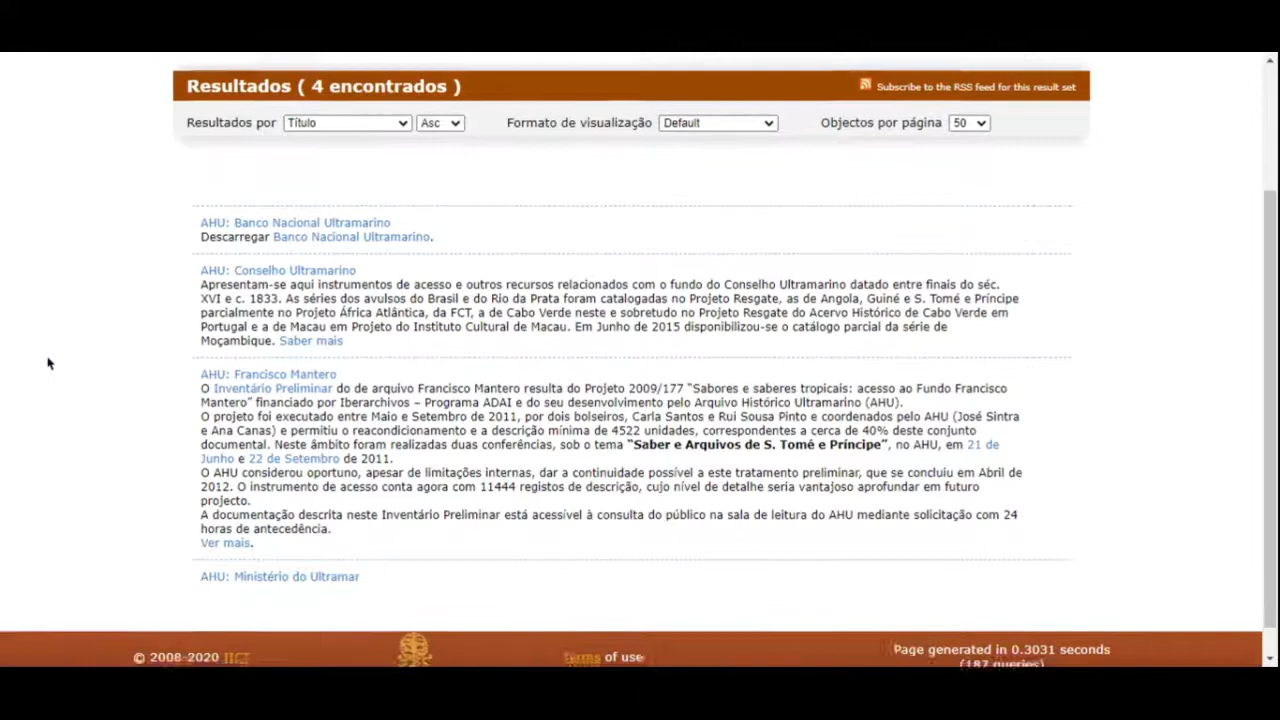 Resultados ( 4 encontrados )
Subscribe to the RSS feed for this result set
Resultados por Título Asc Formato de visualização Default Objectos por página 50
AHU: Banco Nacional Ultramarino
Descarregar Banco Nacional Ultramarino.
AHU: Conselho Ultramarino
Apresentam-se aqui instrumentos de acesso e outros recursos relacionados com o fundo do Conselho Ultramarino datado entre finais do séc.
XVI e c. 1833. As séries dos avulsos do Brasil e do Rio da Prata foram catalogadas no Projeto Resgate, as de Angola, Guiné e S. Tomé e Príncipe
parcialmente no Projeto África Atlântica, da FCT, a de Cabo Verde neste e sobretudo no Projeto Resgate do Acervo Histórico de Cabo Verde em
Portugal e a de Macau em Projeto do Instituto Cultural de Macau. Em Junho de 2015 disponibilizou-se o catálogo parcial da série de
Moçambique. Saber mais
AHU: Francisco Mantero
O Inventário Preliminar do de arquivo Francisco Mantero resulta do Projeto 2009/177 "Sabores e saberes tropicais: acesso ao Fundo Francisco
Mantero" financiado por Iberarchivos – Programa ADAI e do seu desenvolvimento pelo Arquivo Histórico Ultramarino (AHU).
O projeto foi executado entre Maio e Setembro de 2011, por dois bolseiros, Carla Santos e Rui Sousa Pinto e coordenados pelo AHU (José Sintra
e Ana Canas) e permitiu o reacondicionamento e a descrição mínima de 4522 unidades, correspondentes a cerca de 40% deste conjunto
documental. Neste âmbito foram realizadas duas conferências, sob o tema "Saber e Arquivos de S. Tomé e Príncipe", no AHU, em 21 de
Junho e 22 de Setembro de 2011.
O AHU considerou oportuno, apesar de limitações internas, dar a continuidade possível a este tratamento preliminar, que se concluiu em Abril de
2012. O instrumento de acesso conta agora com 11444 registos de descrição, cujo nível de detalhe seria vantajoso aprofundar em futuro
projecto.
A documentação descrita neste Inventário Preliminar está acessível à consulta do público na sala de leitura do AHU mediante solicitação com 24
horas de antecedência.
Ver mais.
AHU: Ministério do Ultramar
© 2008-2020 IICT
Terms of use
Page generated in 0.3031 seconds
(187 queries)